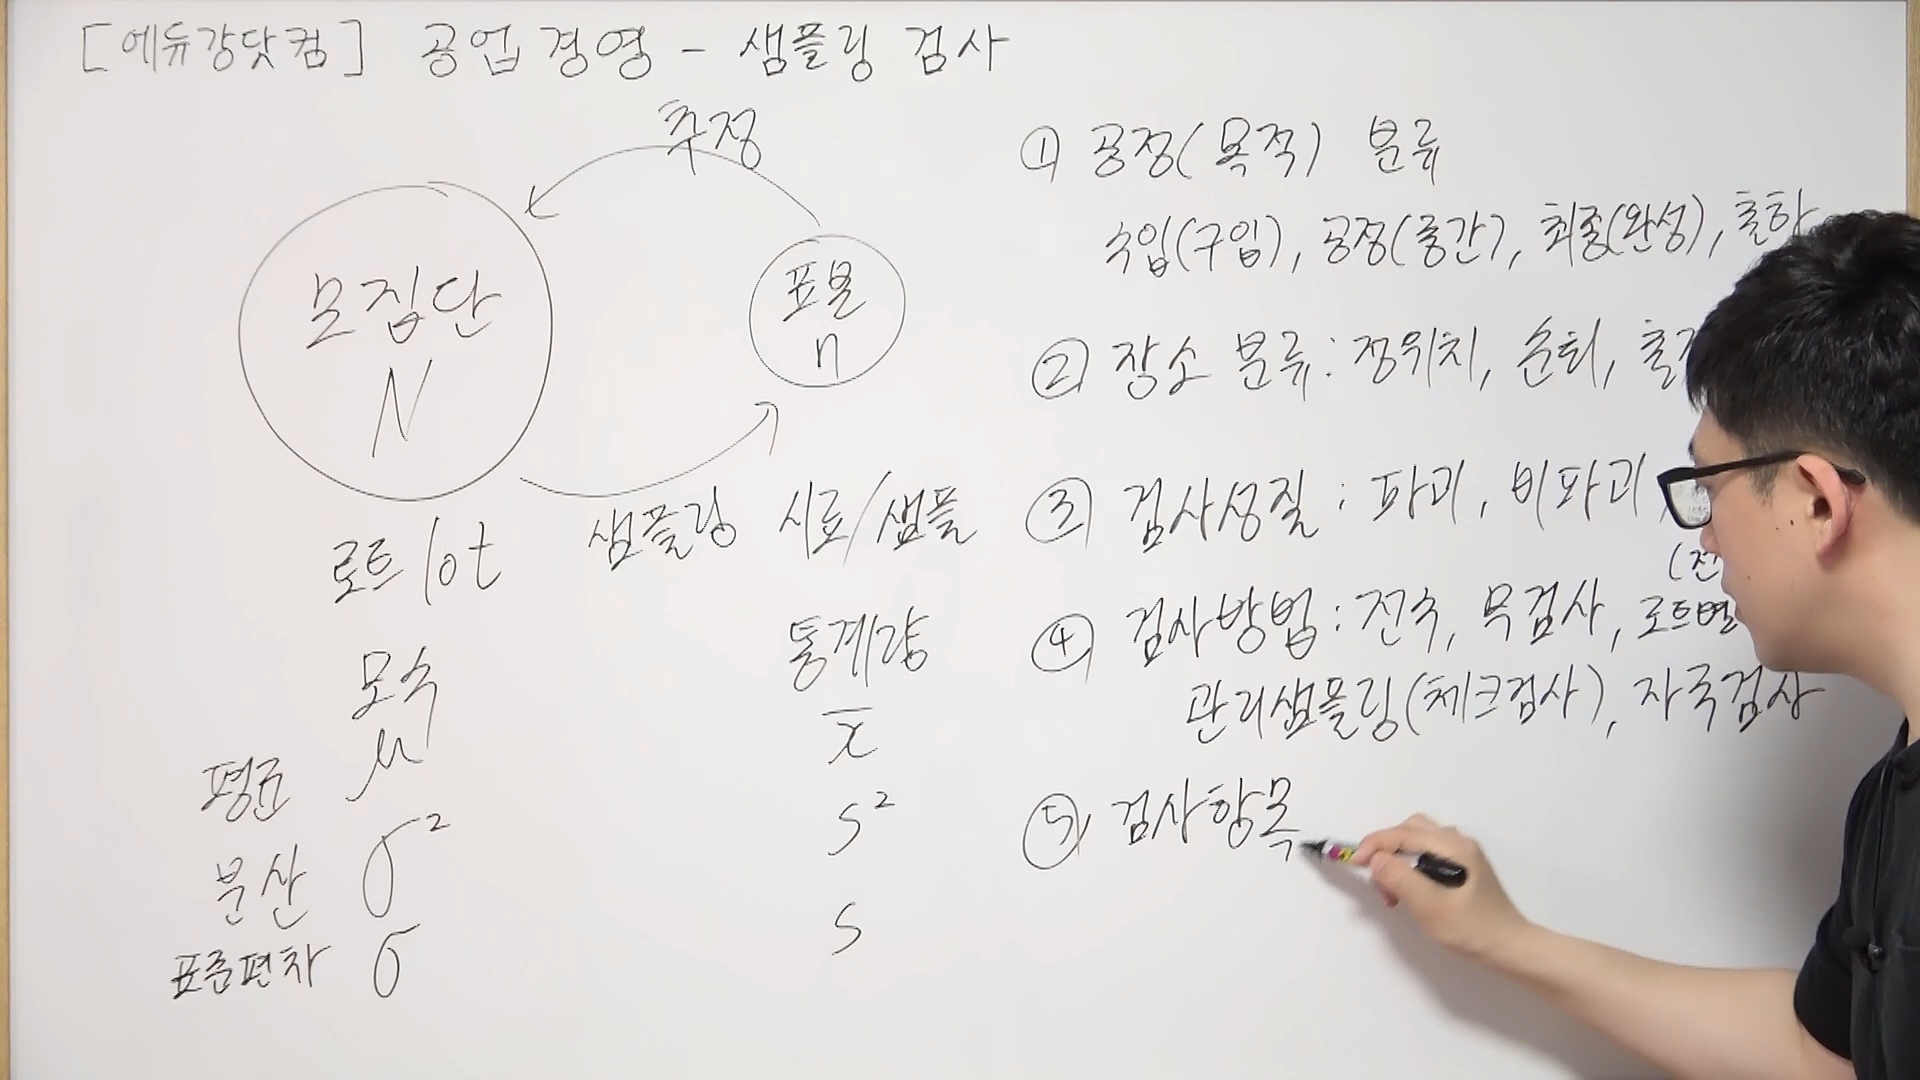 [에듀강닷컴] 공업경영 - 샘플링 검사
추정
모집단
N
표본
n
로트 lot
샘플링
시료/샘플
모수
통계량
평균 μ x̄
분산 σ² s²
표준편차 σ s
① 공정(목적) 분류
수입(구입), 공정(중간), 최종(완성), 출하
② 장소 분류 : 정위치, 순회,
③ 검사성질 : 파괴, 비파괴
④ 검사방법 : 전수, 무검사, 로트별
관리샘플링(체크검사), 자주검사
⑤ 검사항목